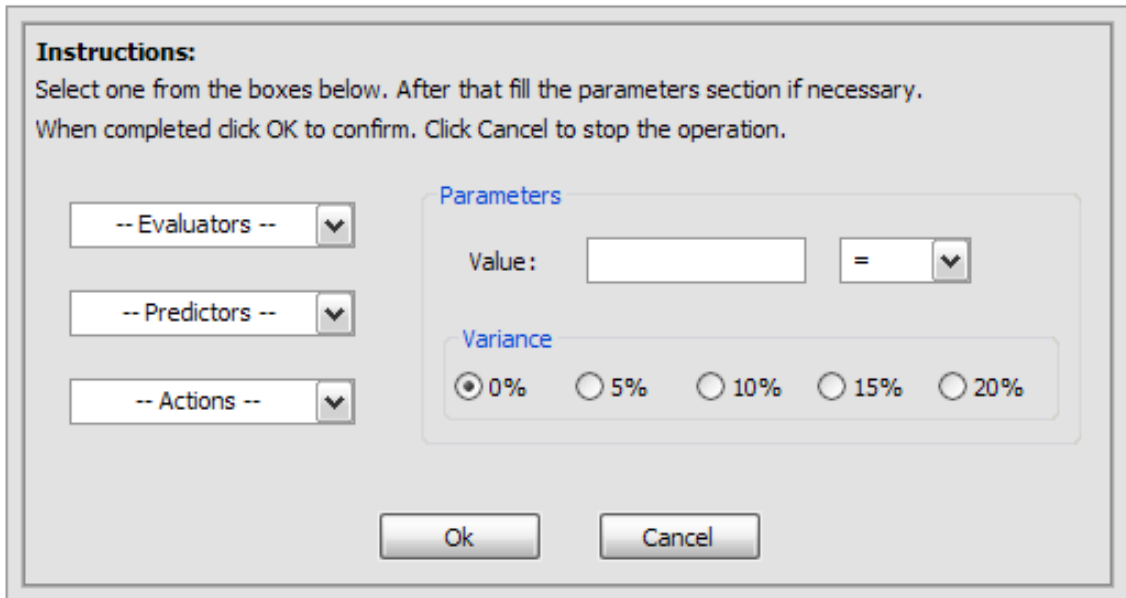 Instructions:
Select one from the boxes below. After that fill the parameters section if necessary.
When completed click OK to confirm. Click Cancel to stop the operation.
-- Evaluators --
-- Predictors --
-- Actions --
Parameters
Value:
=
Variance
0% 5% 10% 15% 20%
Ok Cancel